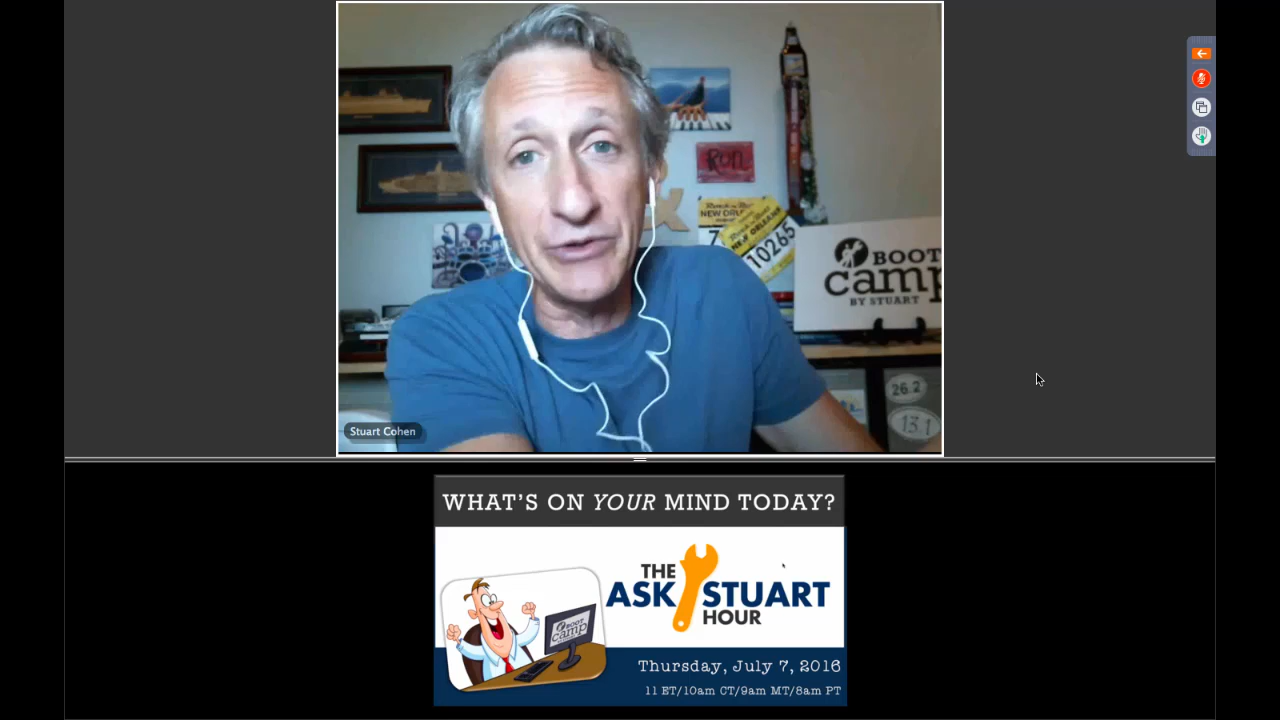 RUN
NEW ORLEANS
10265
BOOT
camp
BY STUART
26.2
13.1
Stuart Cohen
WHAT'S ON YOUR MIND TODAY?
THE
ASK STUART
HOUR
BOOT
camp
Thursday, July 7, 2016
11 ET/10am CT/9am MT/8am PT